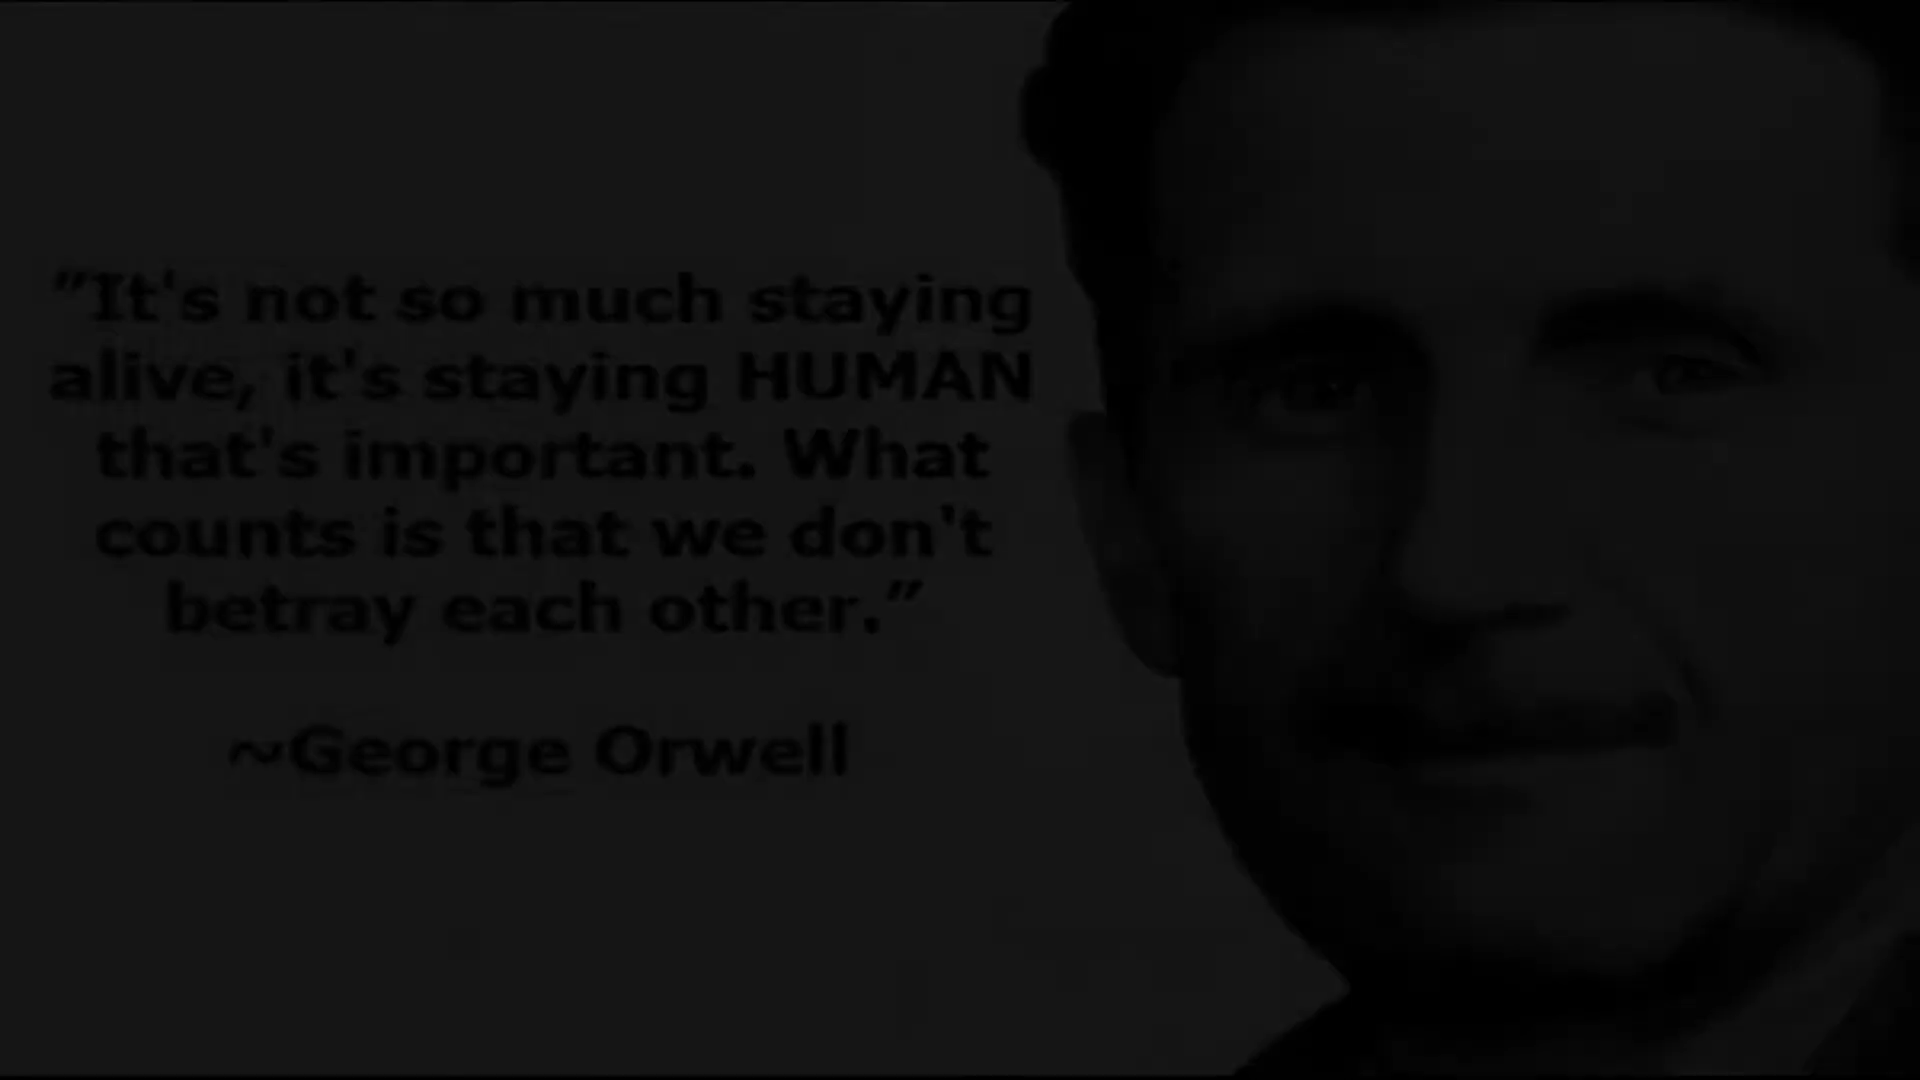 "It's not so much staying
alive, it's staying HUMAN
that's important. What
counts is that we don't
betray each other."
~George Orwell